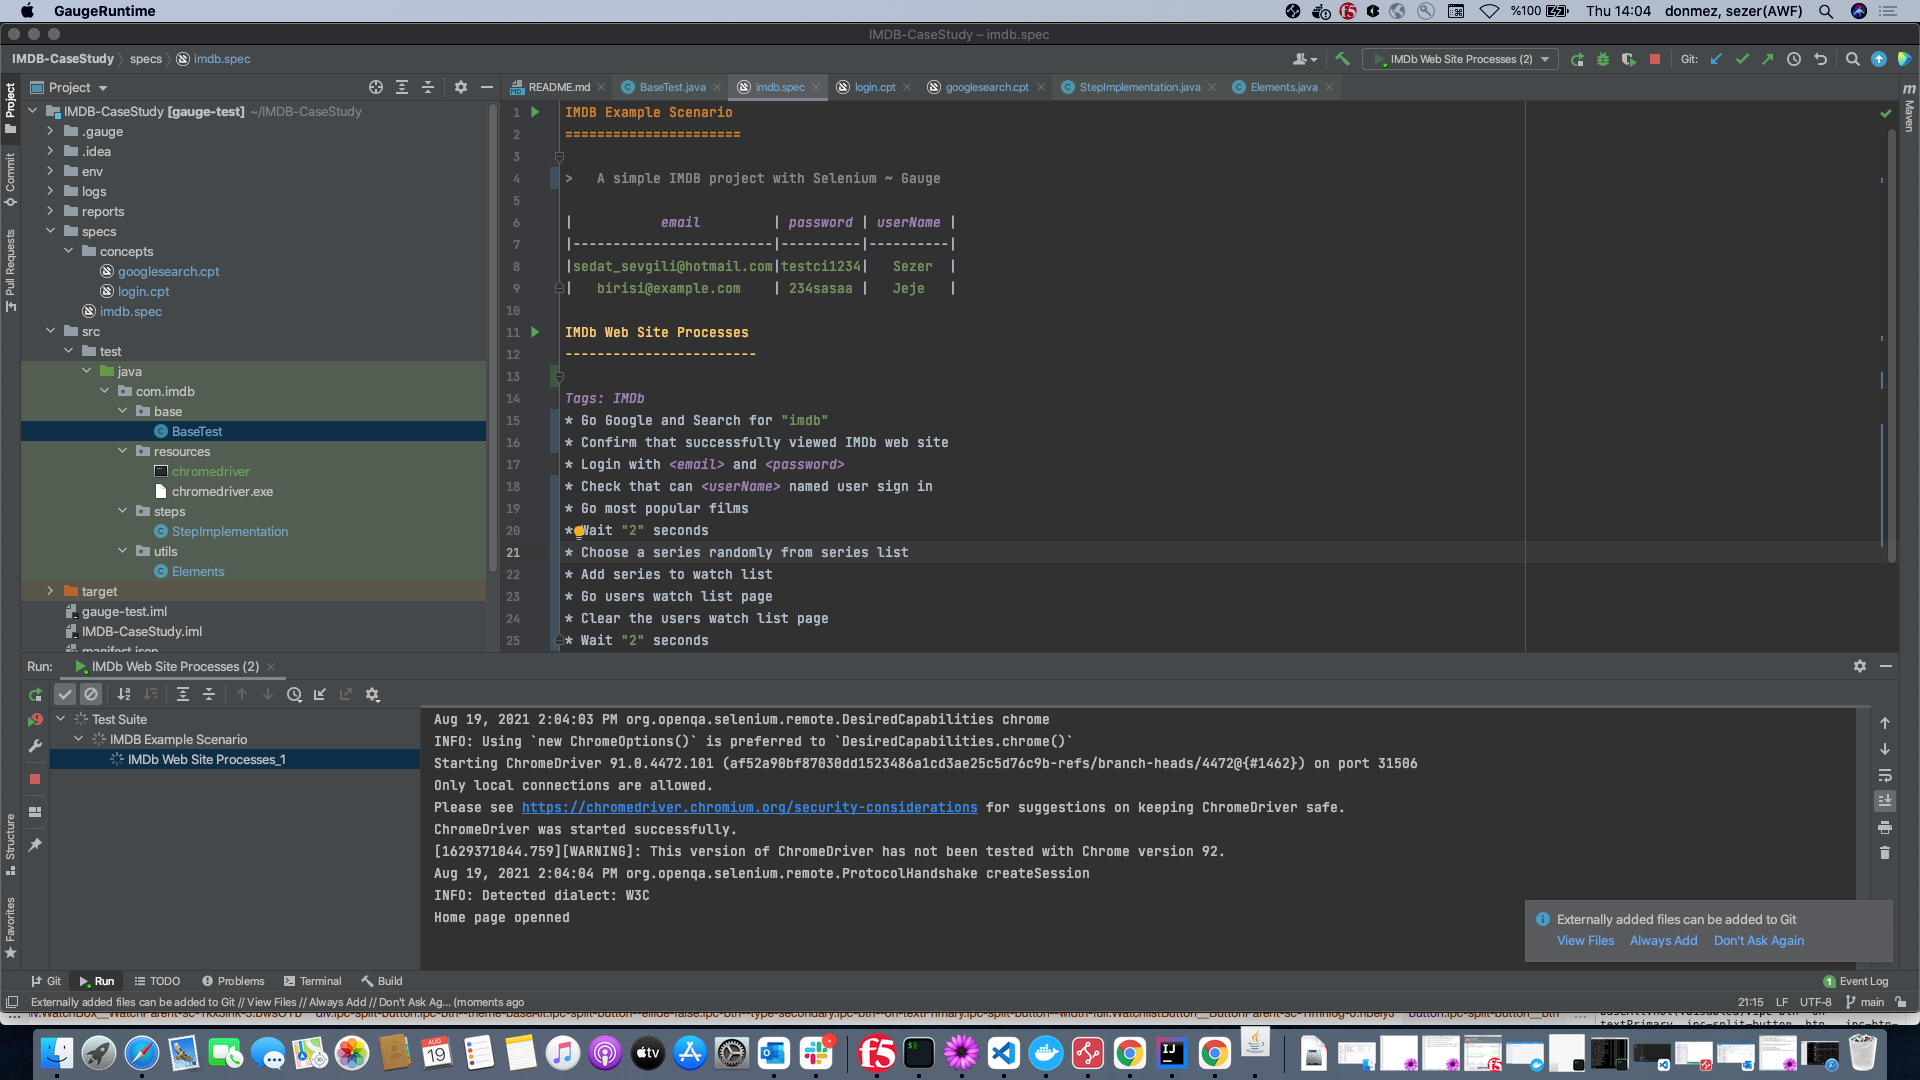 GaugeRuntime
%100
Thu 14:04
donmez, sezer(AWF)
IMDB-CaseStudy – imdb.spec
IMDB-CaseStudy
specs
imdb.spec
IMDB Web Site Processes (2)
Git:
Project
README.md
BaseTest.java
imdb.spec
login.cpt
googlesearch.cpt
StepImplementation.java
Elements.java
Project
Commit
Pull Requests
Structure
Favorites
Maven
IMDB-CaseStudy [gauge-test] ~/IMDB-CaseStudy
.gauge
.idea
env
logs
reports
specs
concepts
googlesearch.cpt
login.cpt
imdb.spec
src
test
java
com.imdb
base
BaseTest
resources
chromedriver
chromedriver.exe
steps
StepImplementation
utils
Elements
target
gauge-test.iml
IMDB-CaseStudy.iml
manifest.json
1 IMDB Example Scenario
2 ======================
3
4 > A simple IMDB project with Selenium ~ Gauge
5
6 | email | password | userName |
7 |-------------------------|----------|----------|
8 |sedat_sevgili@hotmail.com|testci1234| Sezer |
9 | birisi@example.com | 234sasaa | Jeje |
10
11 IMDb Web Site Processes
12 ------------------------
13
14 Tags: IMDb
15 * Go Google and Search for "imdb"
16 * Confirm that successfully viewed IMDb web site
17 * Login with <email> and <password>
18 * Check that can <userName> named user sign in
19 * Go most popular films
20 * Wait "2" seconds
21 * Choose a series randomly from series list
22 * Add series to watch list
23 * Go users watch list page
24 * Clear the users watch list page
25 * Wait "2" seconds
Run:
IMDb Web Site Processes (2)
Test Suite
IMDB Example Scenario
IMDb Web Site Processes_1
Aug 19, 2021 2:04:03 PM org.openqa.selenium.remote.DesiredCapabilities chrome
INFO: Using `new ChromeOptions()` is preferred to `DesiredCapabilities.chrome()`
Starting ChromeDriver 91.0.4472.101 (af52a90bf87030dd1523486a1cd3ae25c5d76c9b-refs/branch-heads/4472@{#1462}) on port 31506
Only local connections are allowed.
Please see https://chromedriver.chromium.org/security-considerations for suggestions on keeping ChromeDriver safe.
ChromeDriver was started successfully.
[1629371044.759][WARNING]: This version of ChromeDriver has not been tested with Chrome version 92.
Aug 19, 2021 2:04:04 PM org.openqa.selenium.remote.ProtocolHandshake createSession
INFO: Detected dialect: W3C
Home page openned
Externally added files can be added to Git
View Files
Always Add
Don't Ask Again
Git
Run
TODO
Problems
Terminal
Build
1 Event Log
Externally added files can be added to Git // View Files // Always Add // Don't Ask Ag... (moments ago
21:15
LF
UTF-8
main
AUG
19
tv